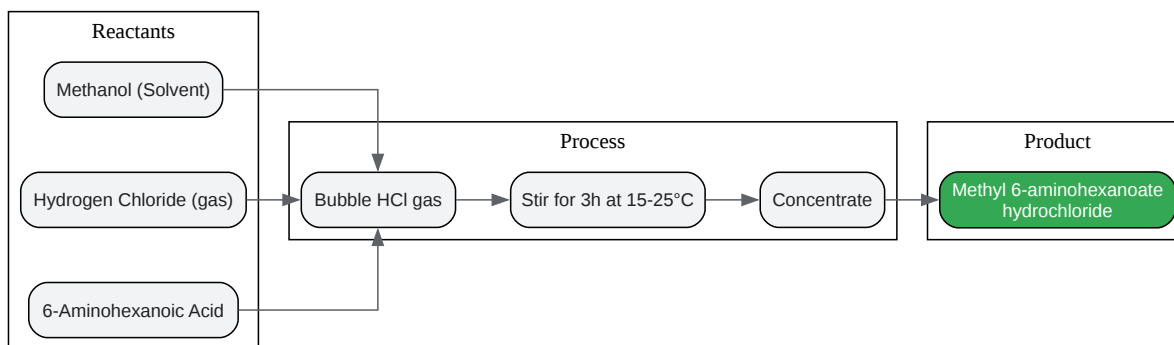 Reactants
Methanol (Solvent)
Hydrogen Chloride (gas)
6-Aminohexanoic Acid
Process
Bubble HCl gas
Stir for 3h at 15-25°C
Concentrate
Product
Methyl 6-aminohexanoate
hydrochloride